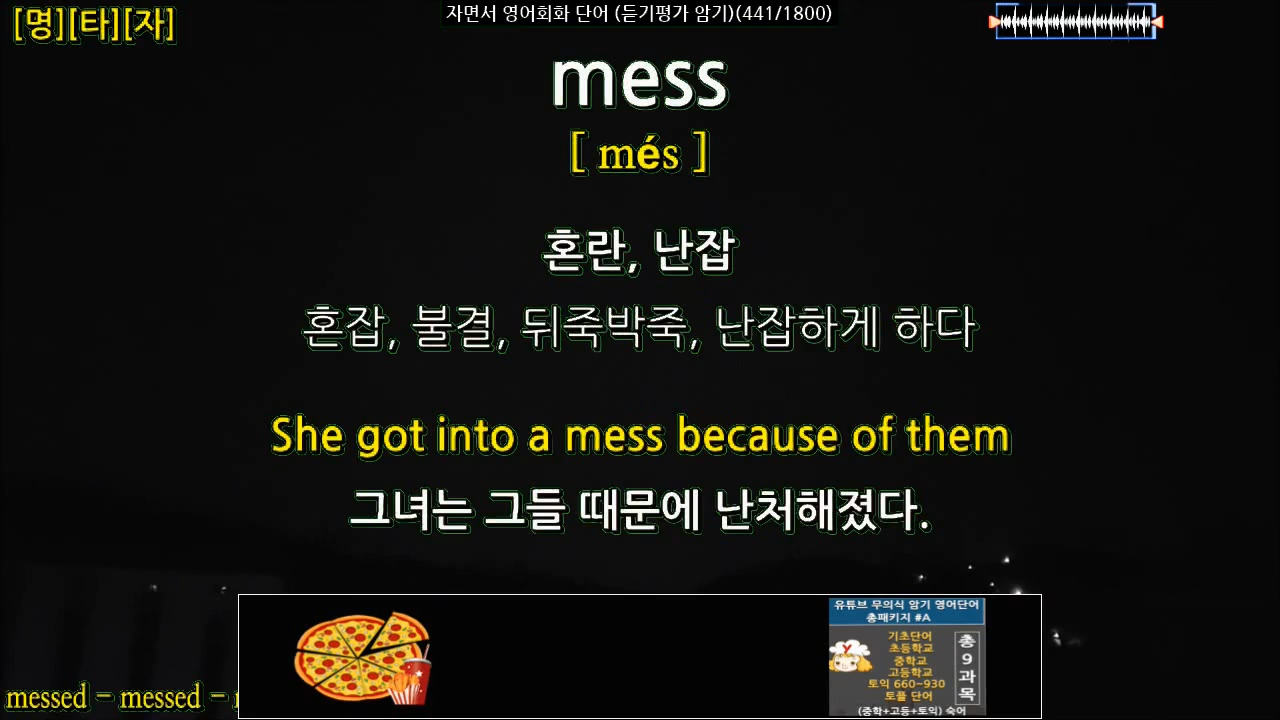 [명][타][자]
자면서 영어회화 단어 (듣기평가 암기)(441/1800)
mess
[ més ]
혼란, 난잡
혼잡, 불결, 뒤죽박죽, 난잡하게 하다
She got into a mess because of them
그녀는 그들 때문에 난처해졌다.
유튜브 무의식 암기 영어단어
총패키지 #A
기초단어
초등학교
중학교
고등학교
토익 660~930
토플 단어
(중학+고등+토익) 숙어
총9과목
messed - messed -